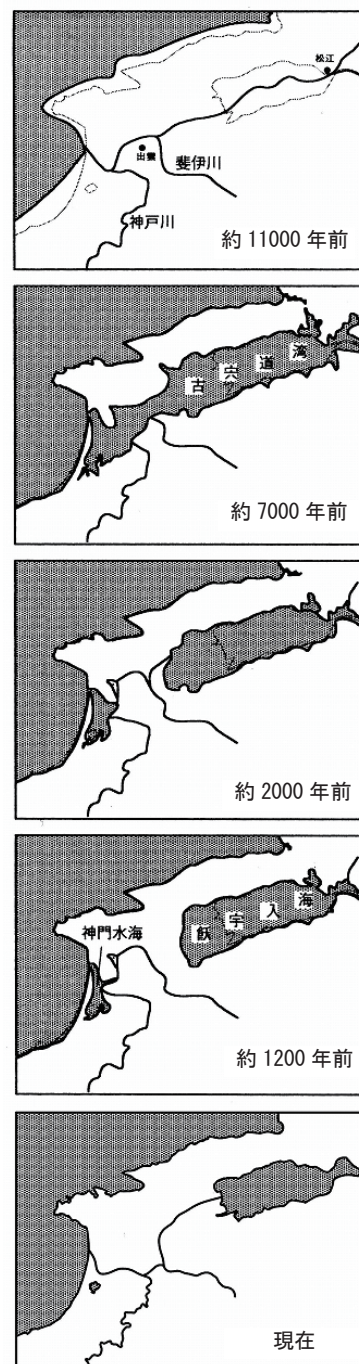 松江
出雲
斐伊川
神戸川
約 11000 年前
古宍道湾
約 7000 年前
約 2000 年前
神門水海
飫宇入海
約 1200 年前
現在